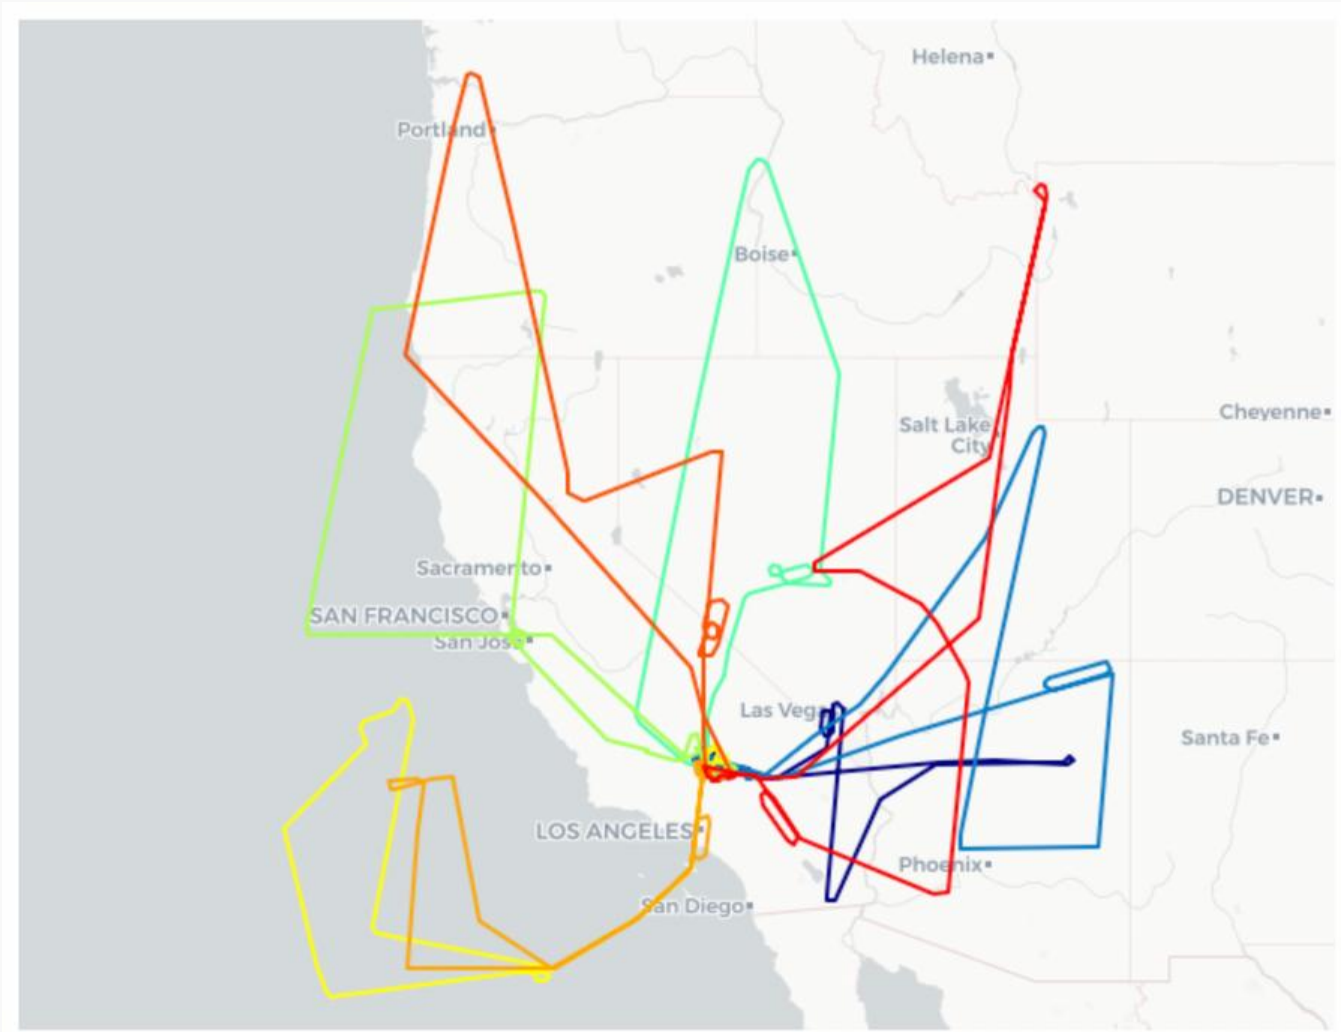 Helena
Portland
Boise
Cheyenne
Salt Lake
City
DENVER
Sacramento
SAN FRANCISCO
San Jose
Las Vega
Santa Fe
LOS ANGELES
Phoenix
San Diego